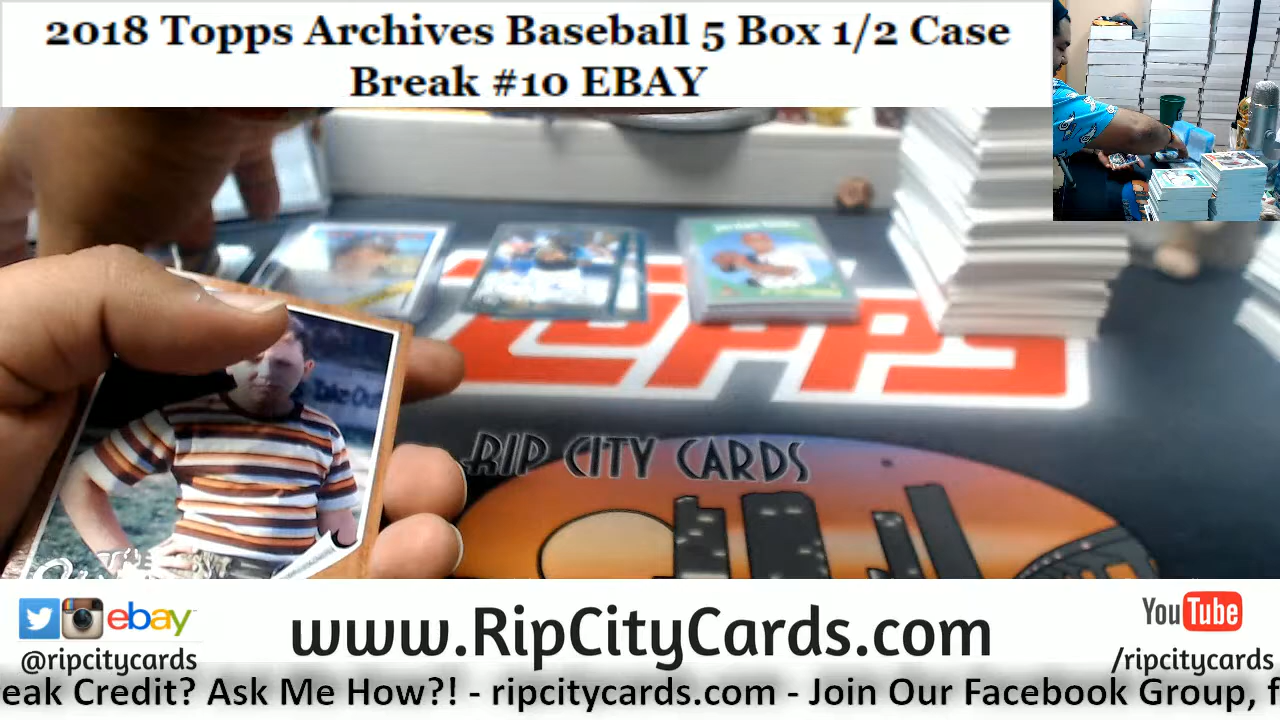 2018 Topps Archives Baseball 5 Box 1/2 Case
Break #10 EBAY
TOPPS
RIP CITY CARDS
ebay
@ripcitycards
www.RipCityCards.com
YouTube
/ripcitycards
eak Credit? Ask Me How?! - ripcitycards.com - Join Our Facebook Group, f